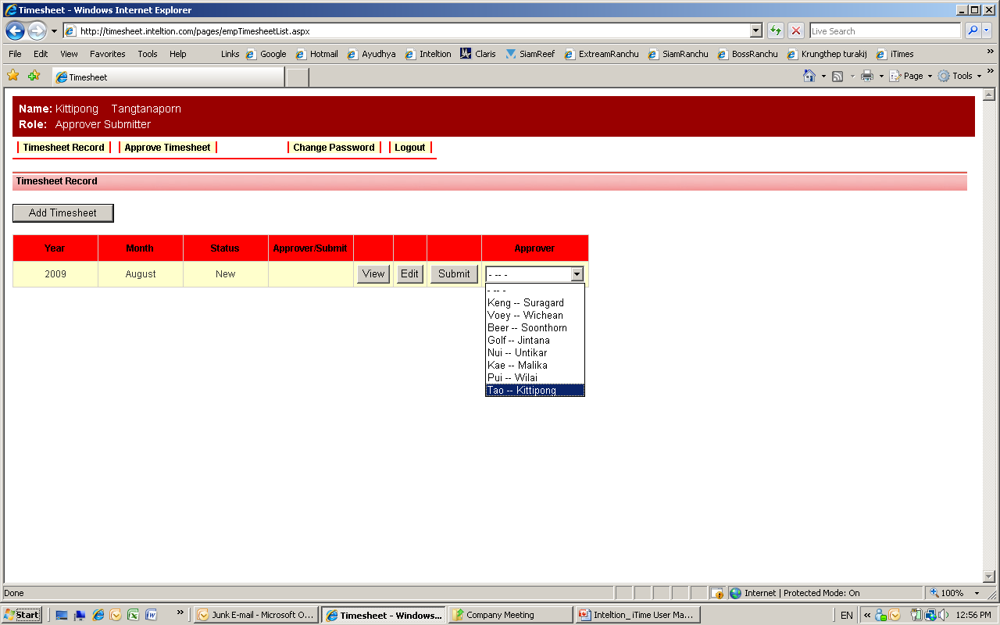 Timesheet - Windows Internet Explorer
http://timesheet.inteltion.com/pages/empTimesheetList.aspx
Live Search
File Edit View Favorites Tools Help Links Google Hotmail Ayudhya Inteltion Claris SiamReef ExtreamRanchu SiamRanchu BossRanchu Krungthep turakij iTimes »
Timesheet Page Tools »
Name: Kittipong Tangtanaporn
Role: Approver Submitter
Timesheet Record Approve Timesheet Change Password Logout
Timesheet Record
Add Timesheet
Year Month Status Approver/Submit Approver
2009 August New View Edit Submit - -- -
- -- -
Keng -- Suragard
Voey -- Wichean
Beer -- Soonthorn
Golf -- Jintana
Nui -- Untikar
Kae -- Malika
Pui -- Wilai
Tao -- Kittipong
Done Internet | Protected Mode: On 100%
Start » Junk E-mail - Microsoft O... Timesheet - Windows... Company Meeting Inteltion_ iTime User Ma... EN « 12:56 PM